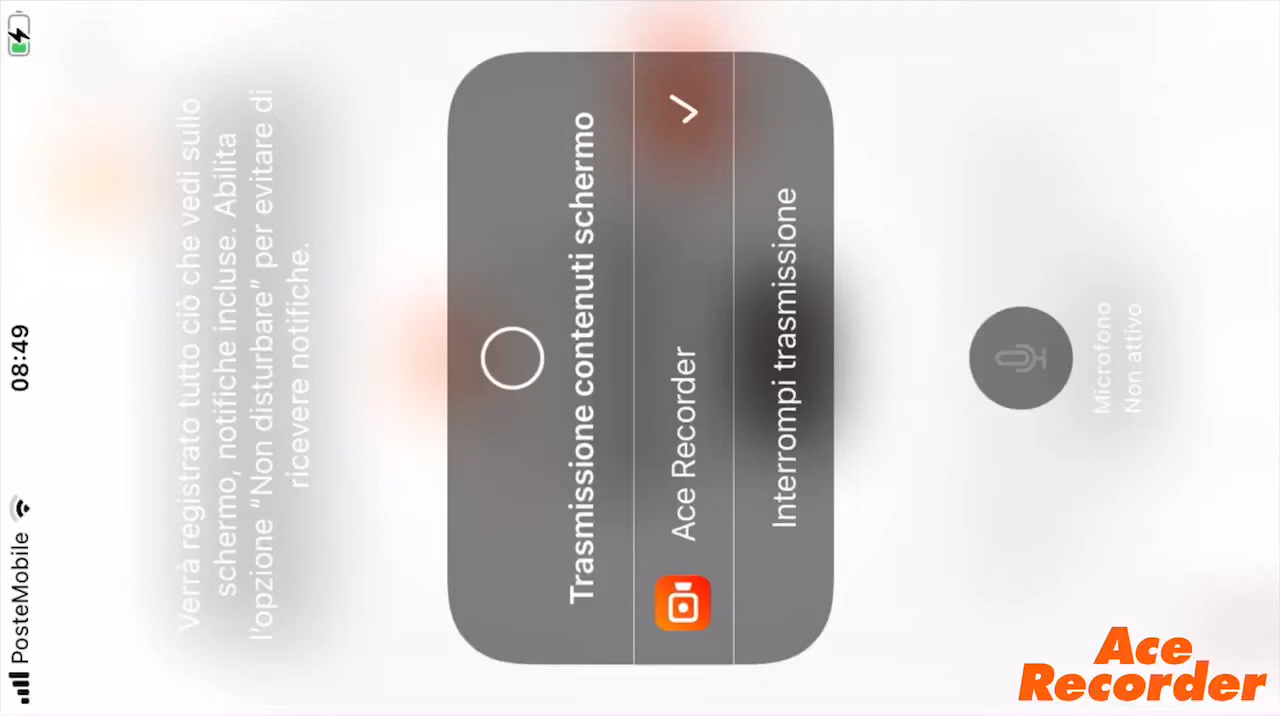 PosteMobile
08:49
Verrà registrato tutto ciò che vedi sullo
schermo, notifiche incluse. Abilita
l'opzione “Non disturbare” per evitare di
ricevere notifiche.
Trasmissione contenuti schermo
Ace Recorder
Interrompi trasmissione
Microfono
Non attivo
Ace
Recorder